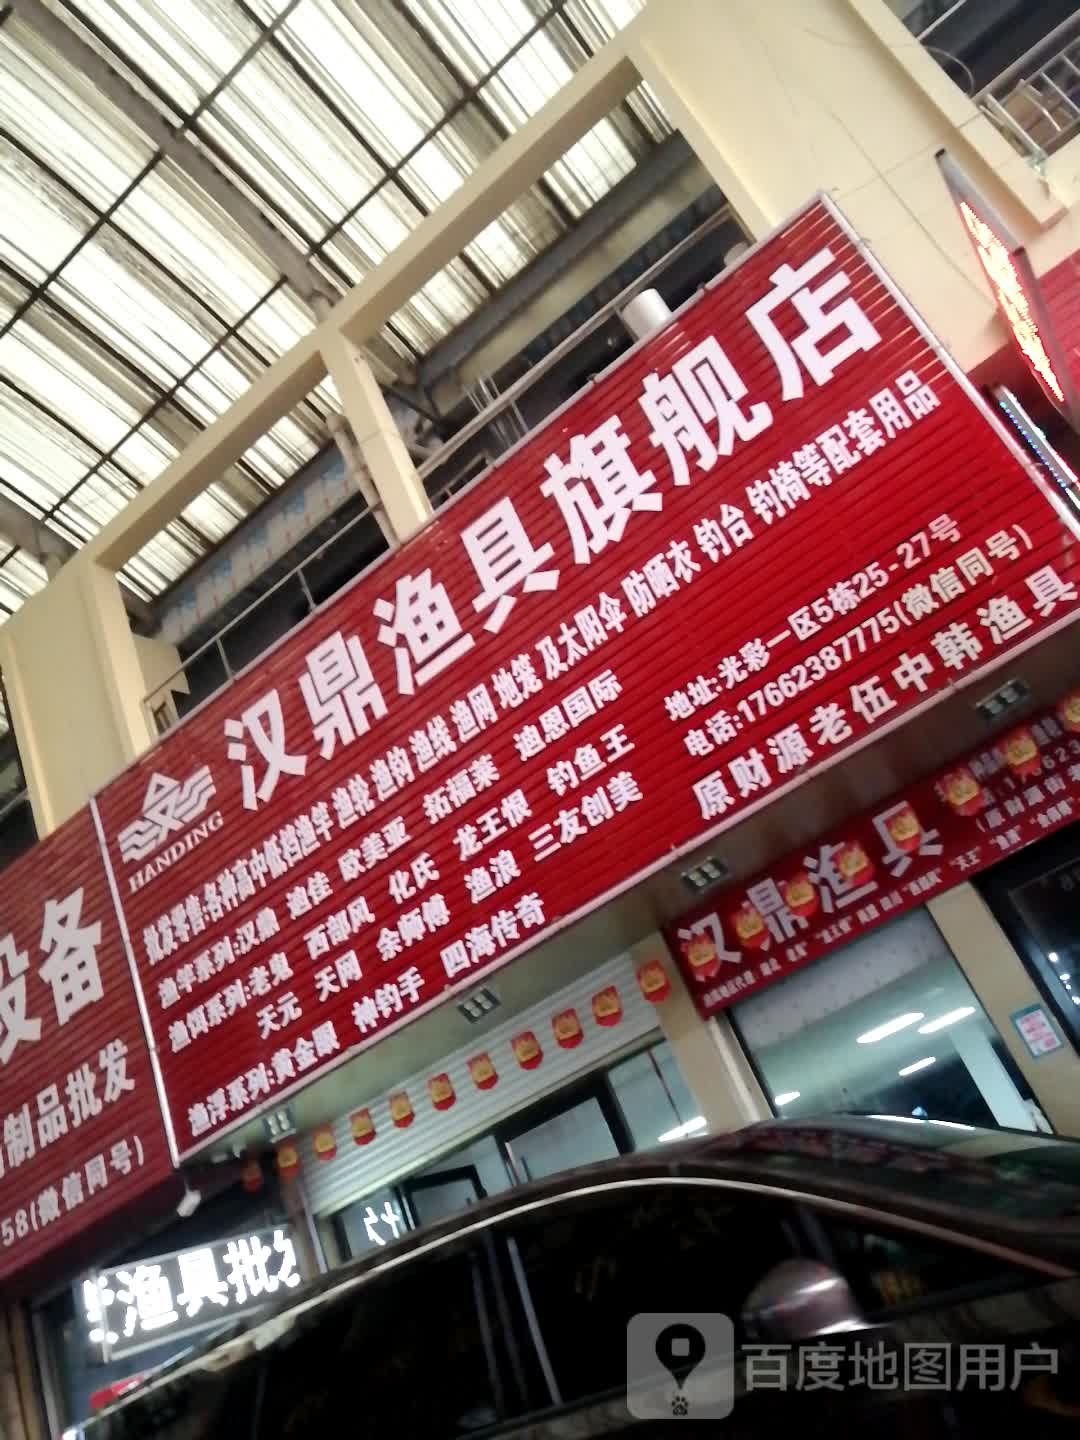 汉鼎渔具旗舰店
HANDING
批发零售:各种高中低档渔竿 渔轮 渔钩 渔线 渔网 地笼 及太阳伞 防晒衣 钓台 钓椅等配套用品
渔竿系列:汉鼎 迪佳 欧美亚 拓福莱 迪恩国际
渔饵系列:老鬼 西部风 化氏 龙王恨 钓鱼王
天元 天网 余师傅 渔浪 三友创美
渔浮系列:黄金眼 神钓手 四海传奇
地址:光彩一区5栋25-27号
电话:17662387775(微信同号)
原财源老伍中韩渔具
设备
制品批发
58(微信同号)
汉鼎渔具
渔具批发
百度地图用户